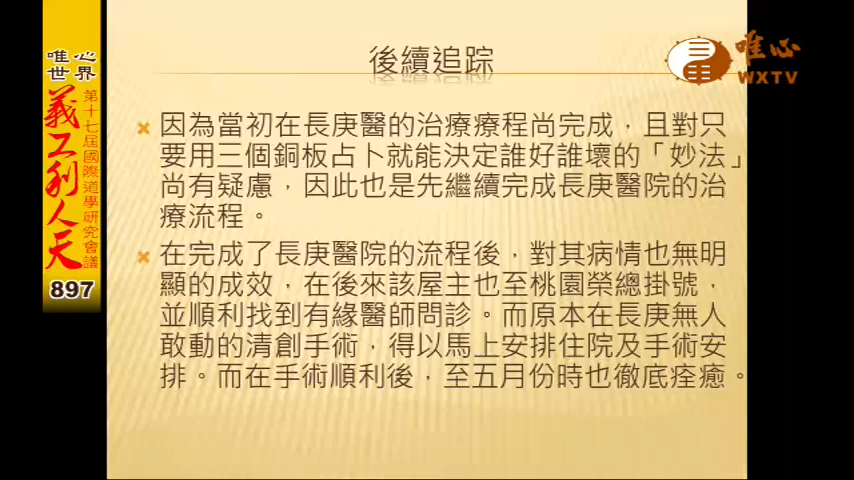 唯心
世界
第十七屆國際道學研究會議
義工利人天
897
唯心
WXTV
後續追踪
因為當初在長庚醫的治療療程尚完成，且對只
要用三個銅板占卜就能決定誰好誰壞的「妙法」
尚有疑慮，因此也是先繼續完成長庚醫院的治
療流程。
在完成了長庚醫院的流程後，對其病情也無明
顯的成效，在後來該屋主也至桃園榮總掛號，
並順利找到有緣醫師問診。而原本在長庚無人
敢動的清創手術，得以馬上安排住院及手術安
排。而在手術順利後，至五月份時也徹底痊癒。